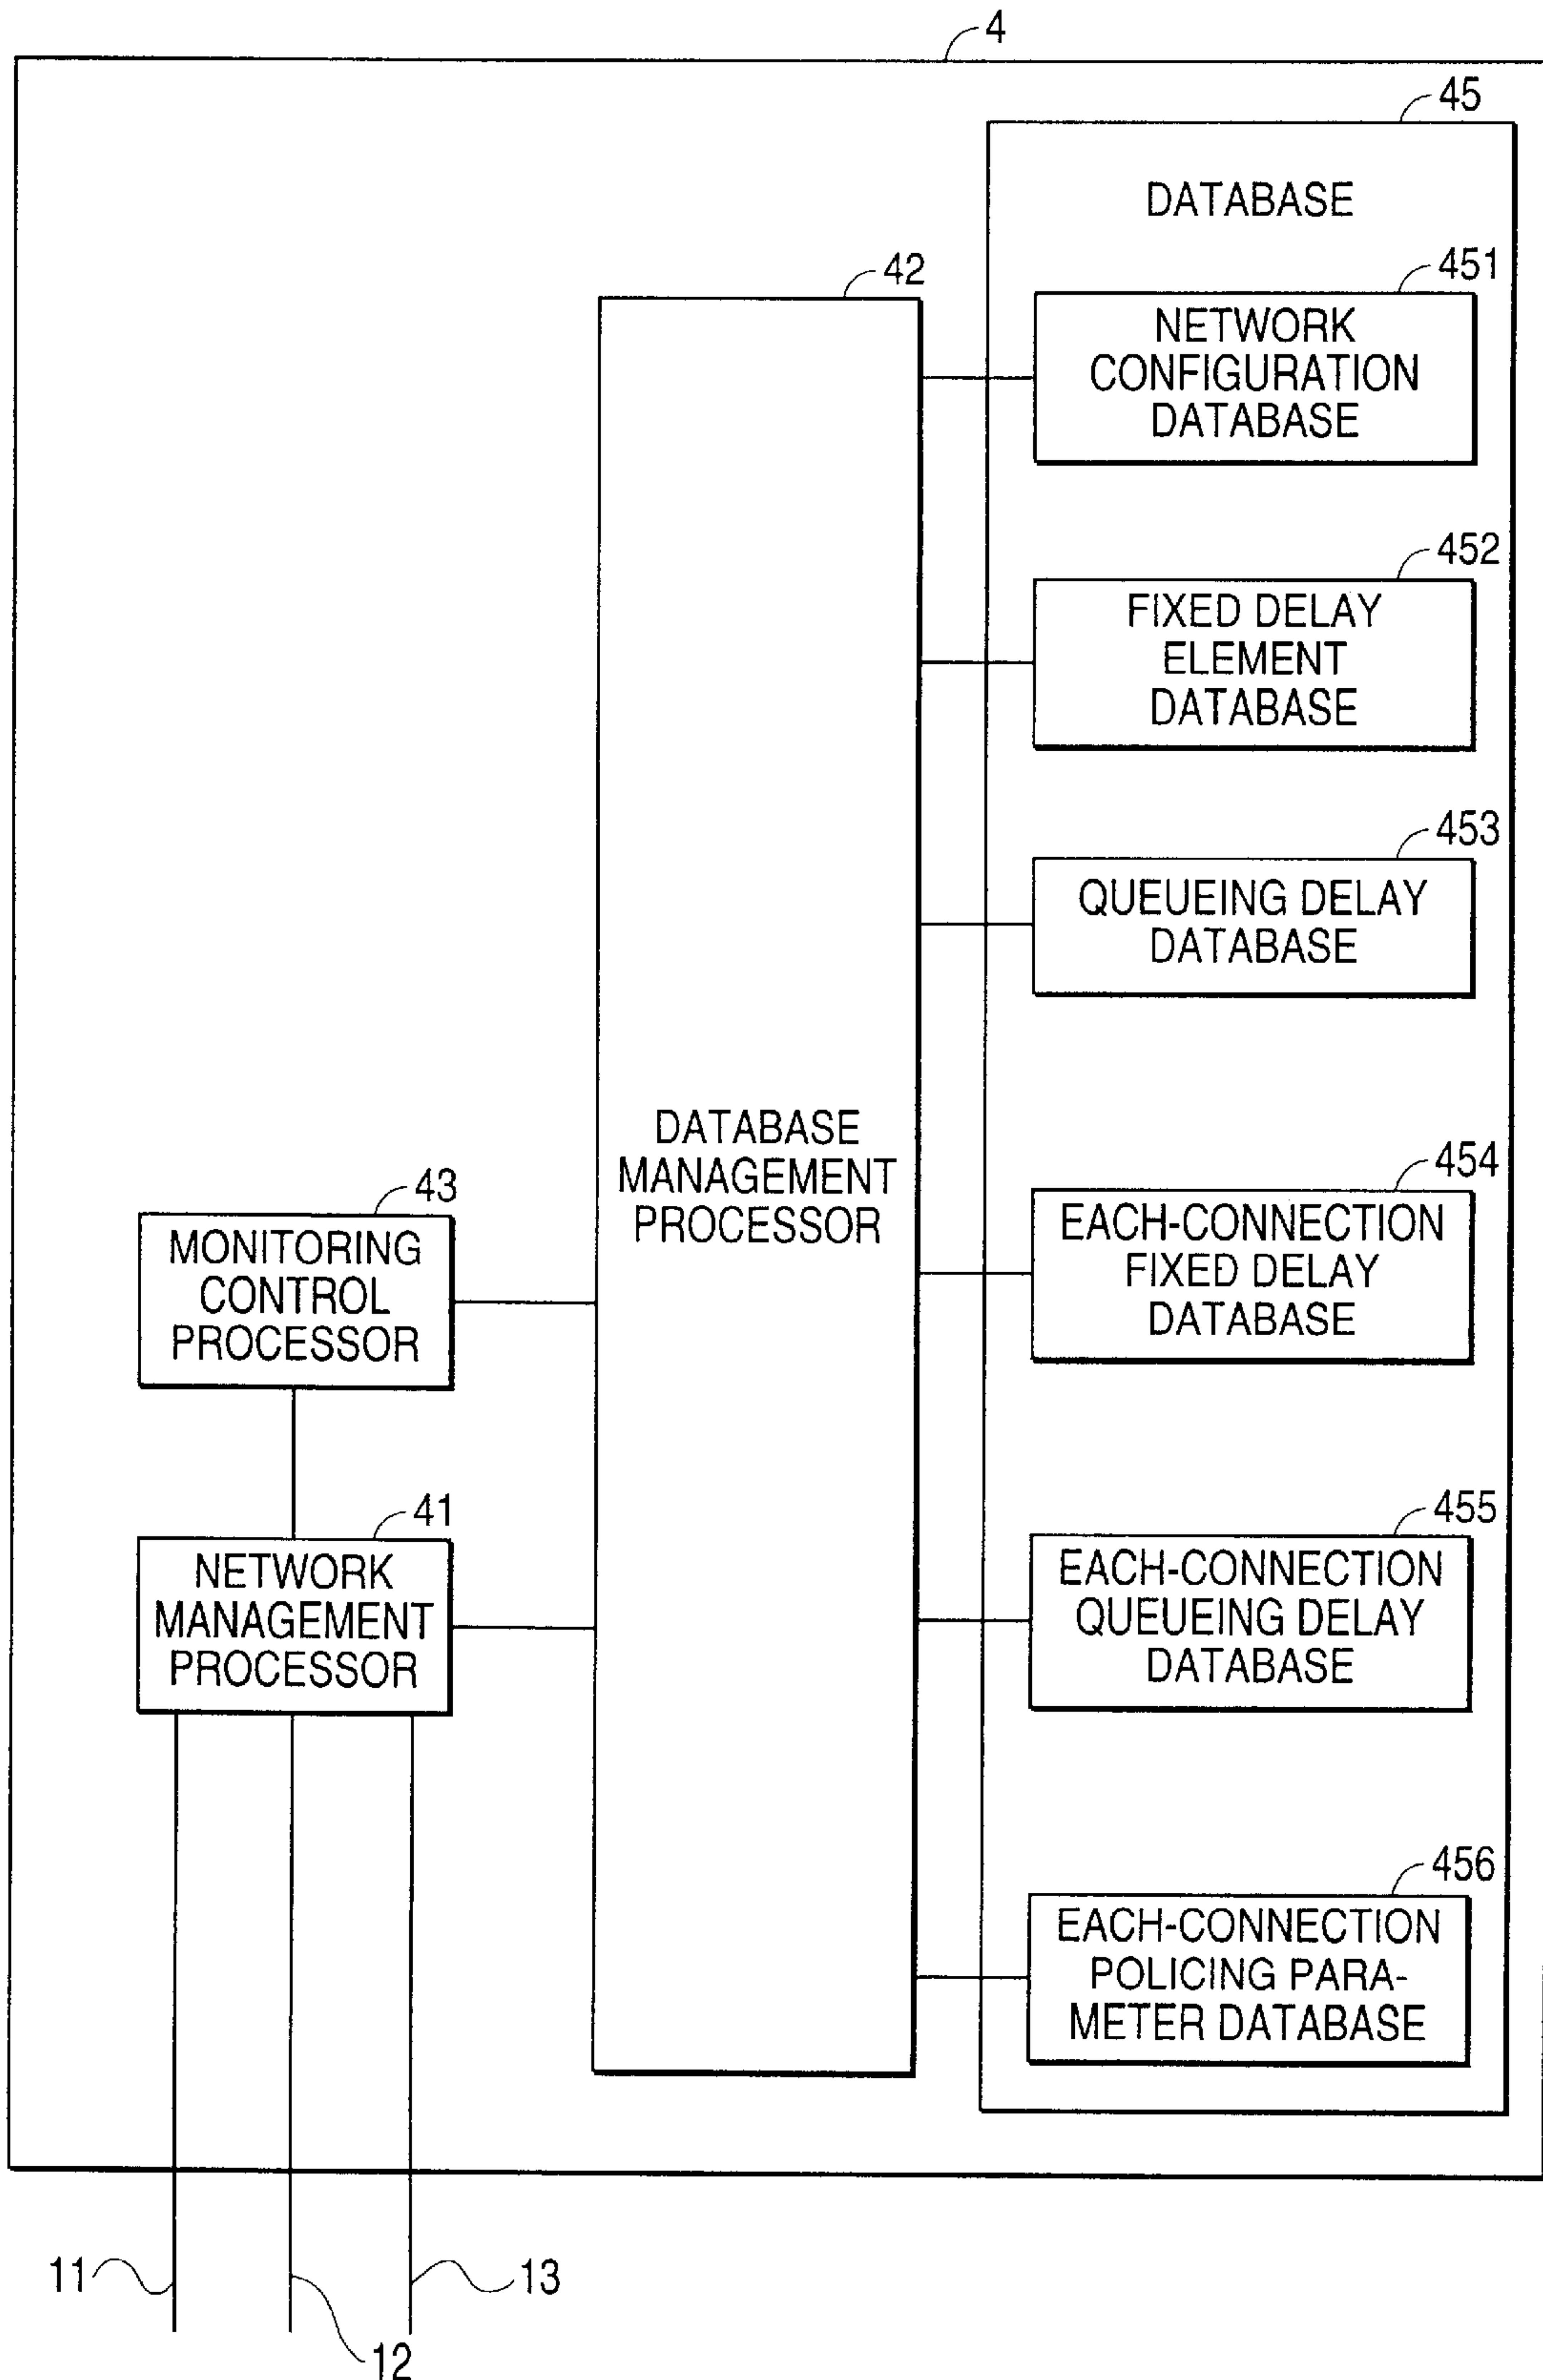 4
45
DATABASE
42
451
NETWORK
CONFIGURATION
DATABASE
452
FIXED DELAY
ELEMENT
DATABASE
453
QUEUEING DELAY
DATABASE
DATABASE
MANAGEMENT
PROCESSOR
454
EACH-CONNECTION
FIXED DELAY
DATABASE
43
MONITORING
CONTROL
PROCESSOR
41
NETWORK
MANAGEMENT
PROCESSOR
455
EACH-CONNECTION
QUEUEING DELAY
DATABASE
456
EACH-CONNECTION
POLICING PARA-
METER DATABASE
11
12
13